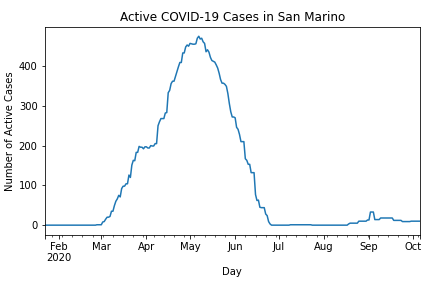 Active COVID-19 Cases in San Marino
Number of Active Cases
400
300
200
100
0
Feb Mar Apr May Jun Jul Aug Sep Oct
2020
Day